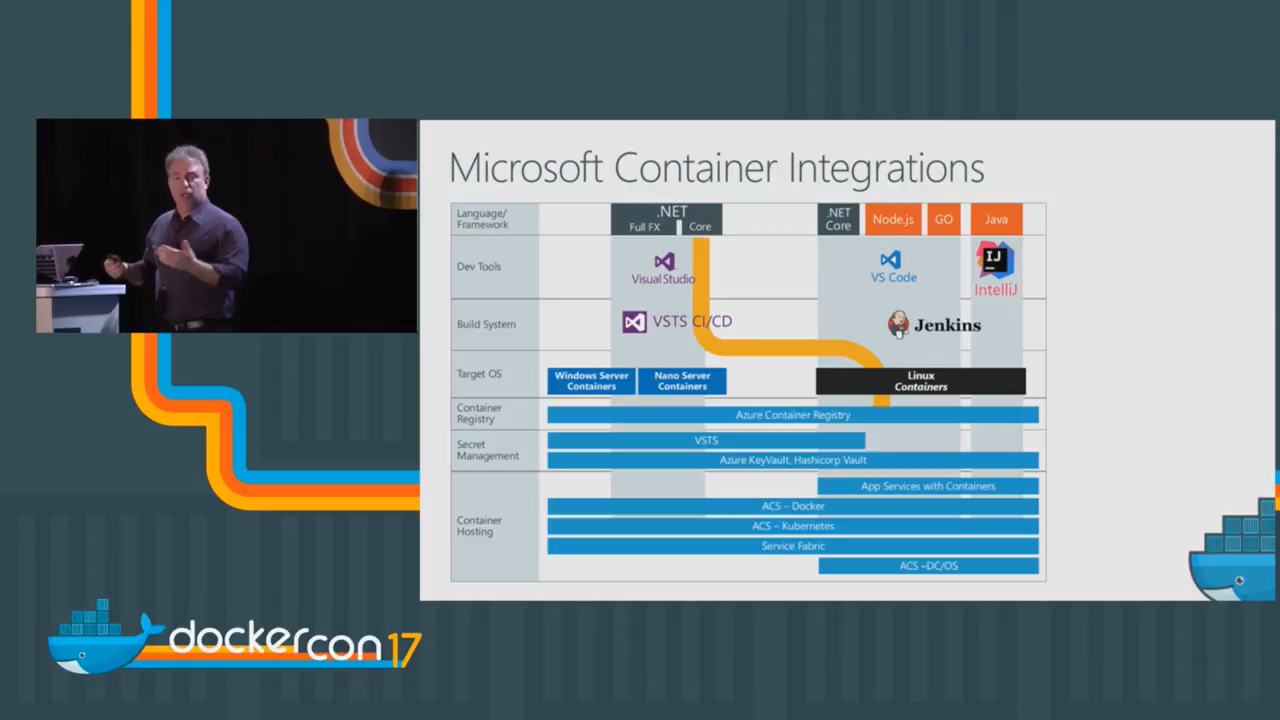 Microsoft Container Integrations
Language/
Framework
.NET
Full FX
Core
.NET
Core
Node.js
GO
Java
Dev Tools
Visual Studio
VS Code
IJ
IntelliJ
Build System
VSTS CI/CD
Jenkins
Target OS
Windows Server
Containers
Nano Server
Containers
Linux
Containers
Container
Registry
Azure Container Registry
Secret
Management
VSTS
Azure KeyVault, Hashicorp Vault
Container
Hosting
App Services with Containers
ACS – Docker
ACS – Kubernetes
Service Fabric
ACS –DC/OS
dockercon 17